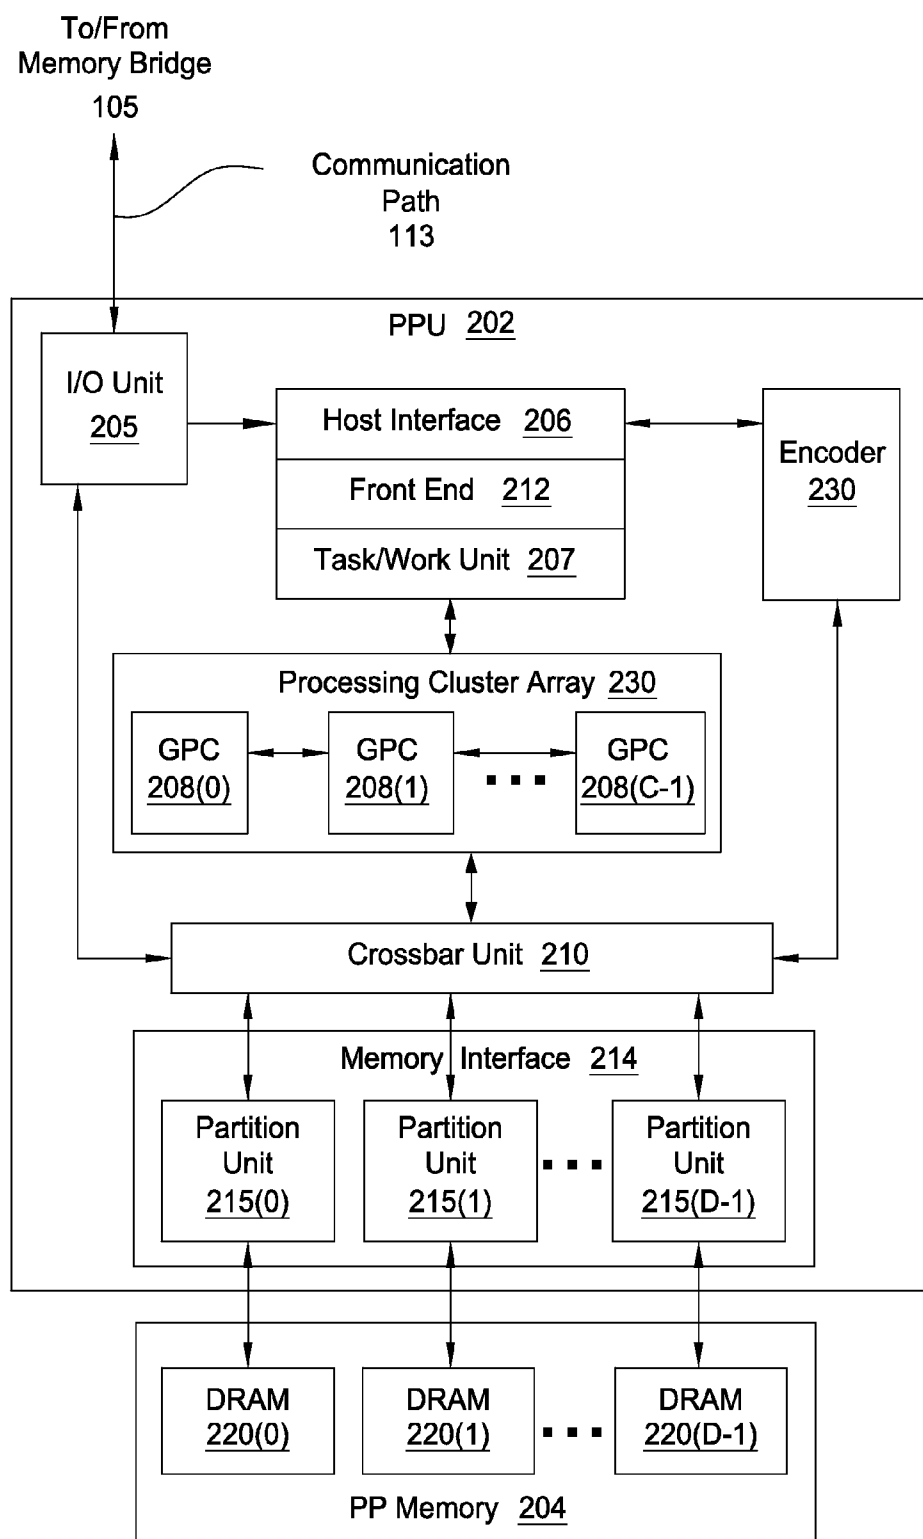 To/From
Memory Bridge
105
Communication
Path
113
PPU 202
I/O Unit
205
Host Interface 206
Front End 212
Task/Work Unit 207
Encoder
230
Processing Cluster Array 230
GPC
208(0)
GPC
208(1)
GPC
208(C-1)
Crossbar Unit 210
Memory Interface 214
Partition
Unit
215(0)
Partition
Unit
215(1)
Partition
Unit
215(D-1)
DRAM
220(0)
DRAM
220(1)
DRAM
220(D-1)
PP Memory 204